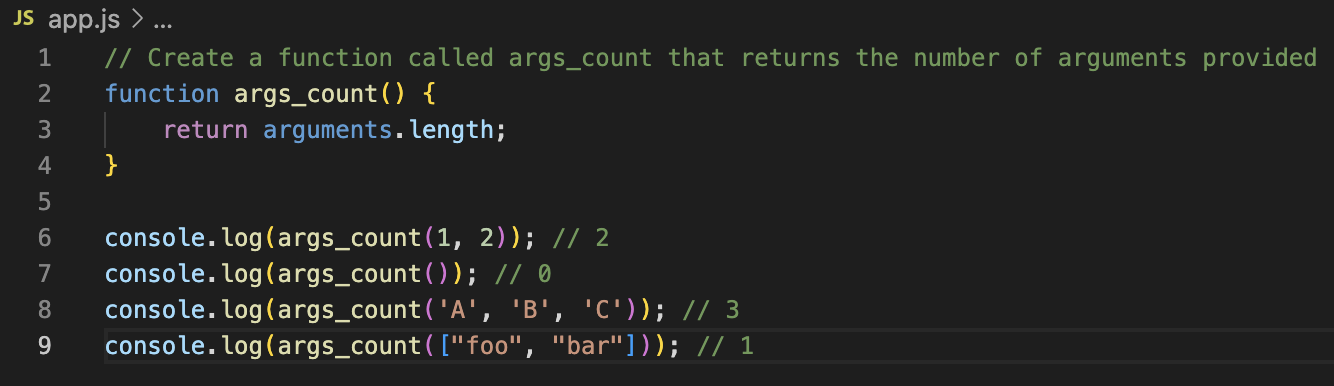 JS app.js > ...
1 // Create a function called args_count that returns the number of arguments provided
2 function args_count() {
3     return arguments.length;
4 }
5
6 console.log(args_count(1, 2)); // 2
7 console.log(args_count()); // 0
8 console.log(args_count('A', 'B', 'C')); // 3
9 console.log(args_count(["foo", "bar"])); // 1